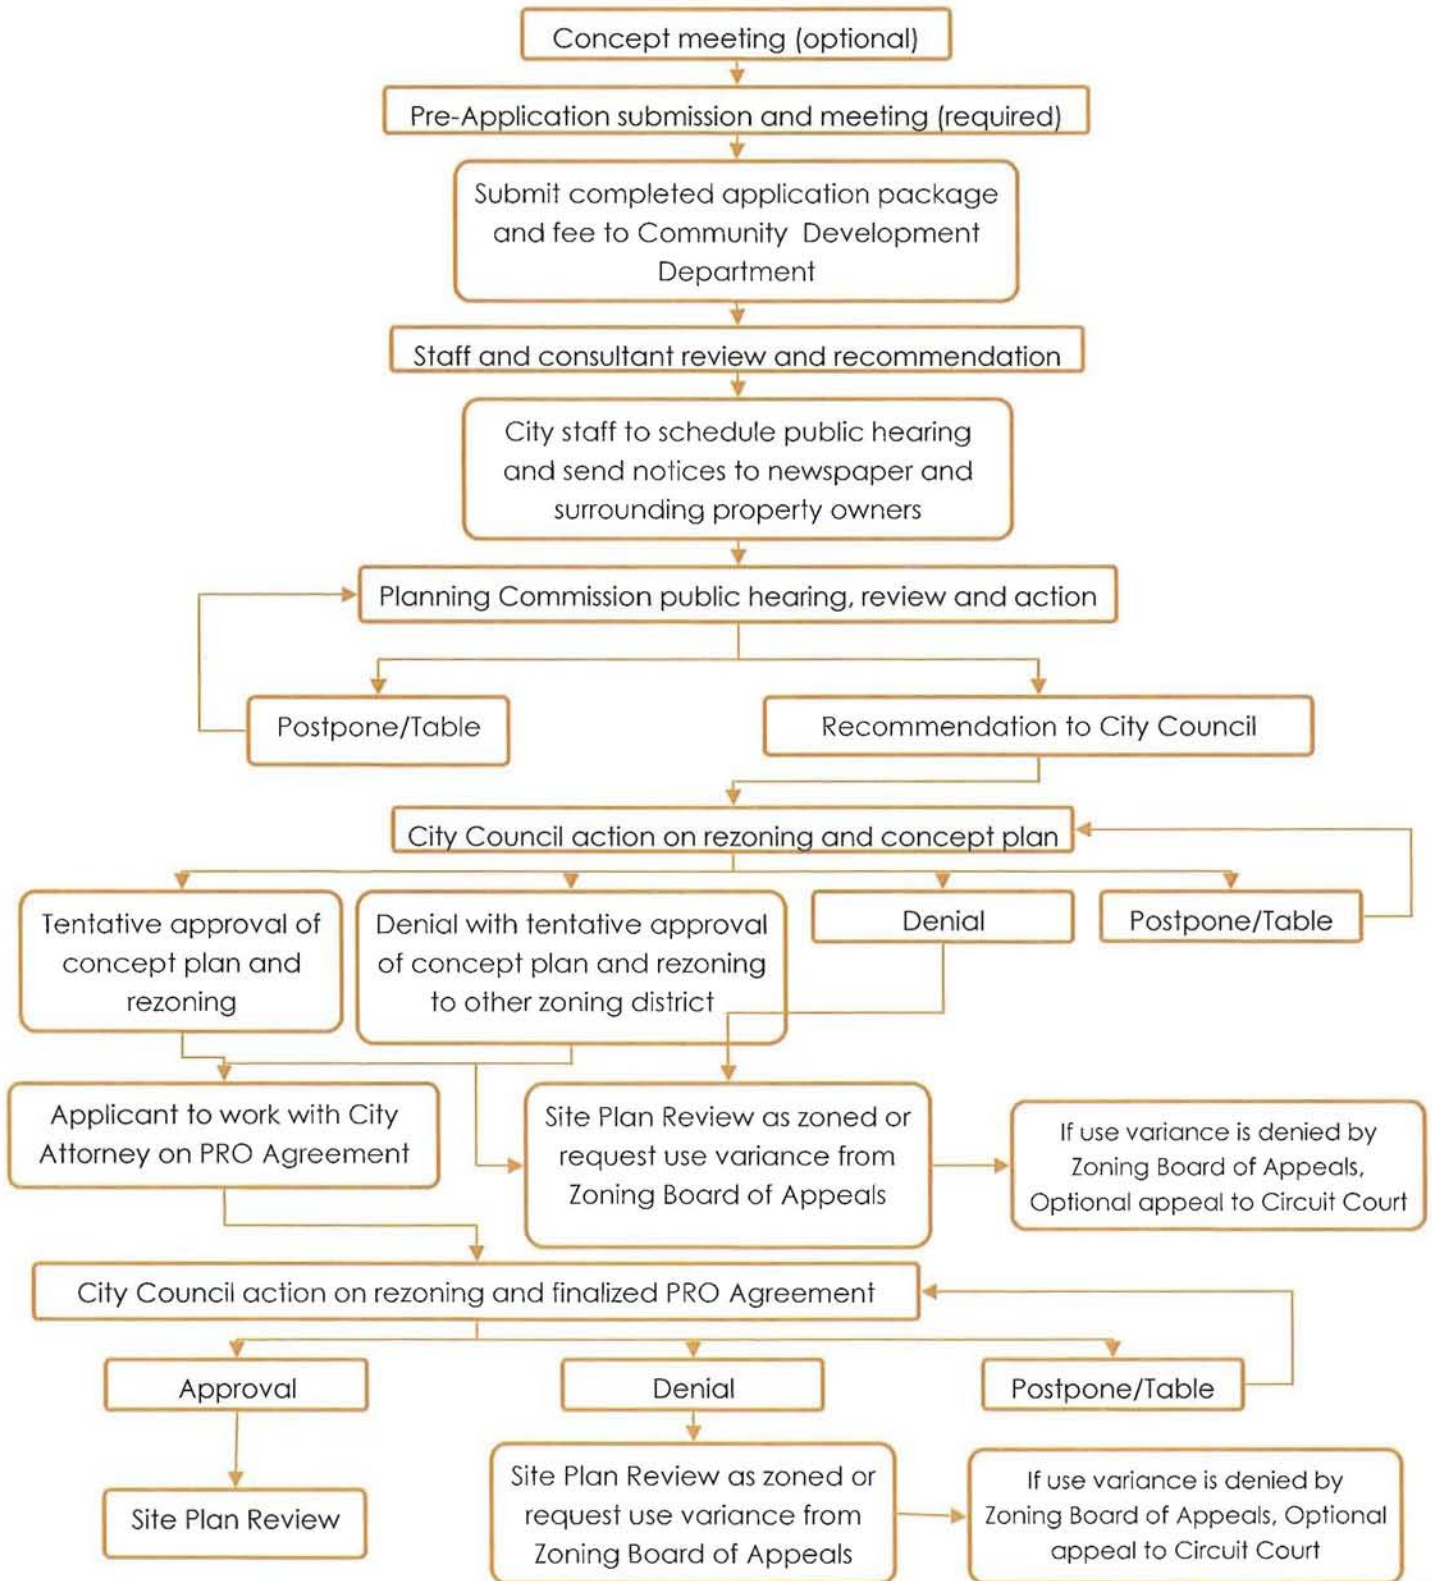 Concept meeting (optional)
Pre-Application submission and meeting (required)
Submit completed application package
and fee to Community Development
Department
Staff and consultant review and recommendation
City staff to schedule public hearing
and send notices to newspaper and
surrounding property owners
Planning Commission public hearing, review and action
Postpone/Table
Recommendation to City Council
City Council action on rezoning and concept plan
Tentative approval of
concept plan and
rezoning
Denial with tentative approval
of concept plan and rezoning
to other zoning district
Denial
Postpone/Table
Applicant to work with City
Attorney on PRO Agreement
Site Plan Review as zoned or
request use variance from
Zoning Board of Appeals
If use variance is denied by
Zoning Board of Appeals,
Optional appeal to Circuit Court
City Council action on rezoning and finalized PRO Agreement
Approval
Denial
Postpone/Table
Site Plan Review
Site Plan Review as zoned or
request use variance from
Zoning Board of Appeals
If use variance is denied by
Zoning Board of Appeals, Optional
appeal to Circuit Court